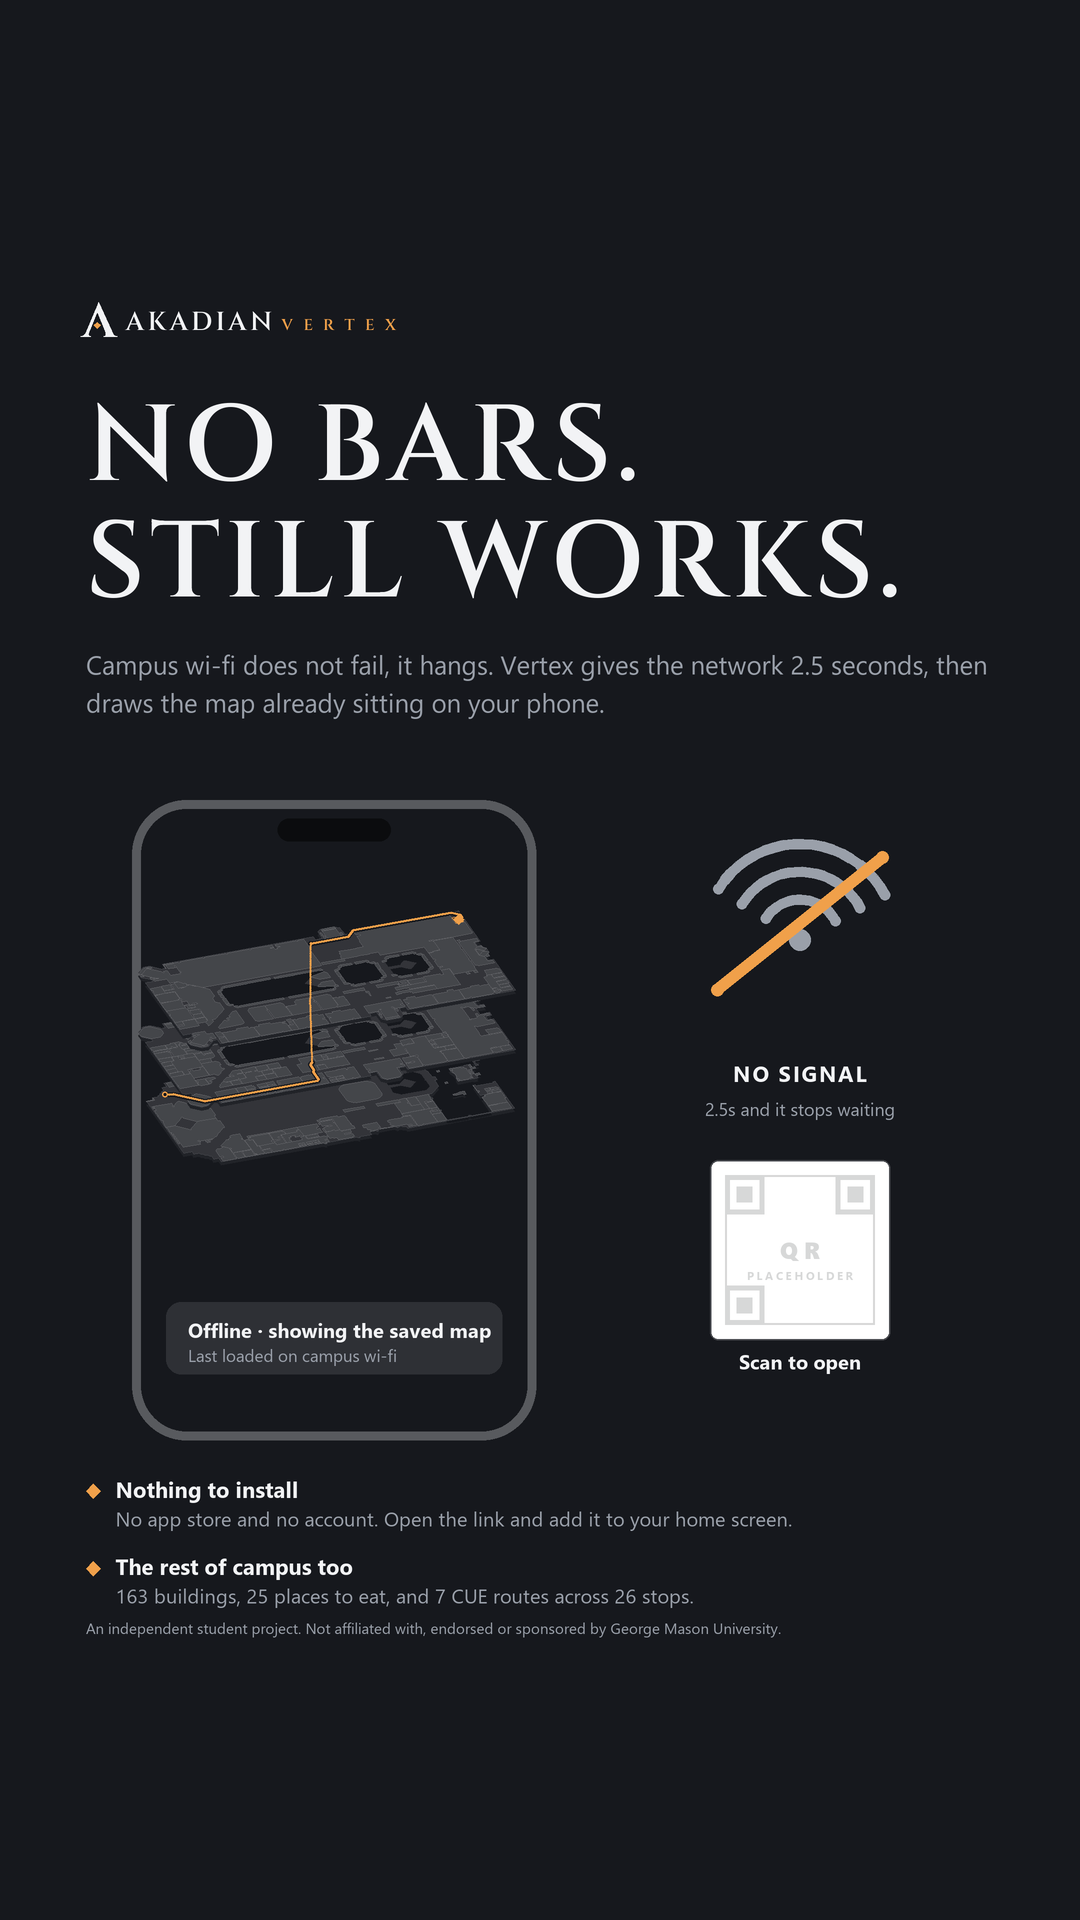 AKADIAN VERTEX
NO BARS.
STILL WORKS.
Campus wi-fi does not fail, it hangs. Vertex gives the network 2.5 seconds, then
draws the map already sitting on your phone.
NO SIGNAL
2.5s and it stops waiting
QR
PLACEHOLDER
Scan to open
Offline · showing the saved map
Last loaded on campus wi-fi
Nothing to install
No app store and no account. Open the link and add it to your home screen.
The rest of campus too
163 buildings, 25 places to eat, and 7 CUE routes across 26 stops.
An independent student project. Not affiliated with, endorsed or sponsored by George Mason University.